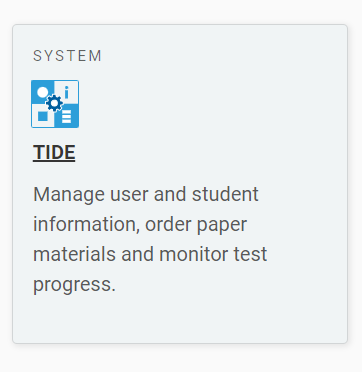 SYSTEM
TIDE
Manage user and student
information, order paper
materials and monitor test
progress.